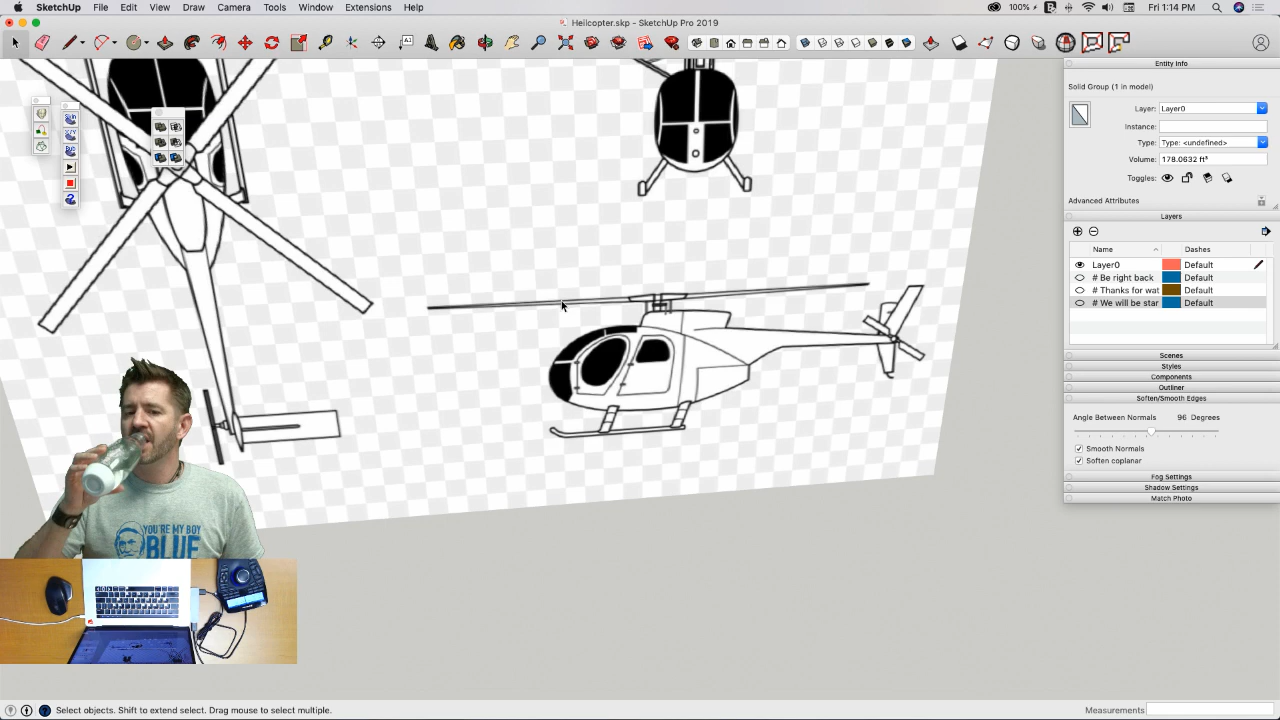 SketchUp File Edit View Draw Camera Tools Window Extensions Help
100% Fri 1:14 PM
Helicopter.skp - SketchUp Pro 2019
Entity Info
Solid Group (1 in model)
Layer: Layer0
Instance:
Type: Type: <undefined>
Volume: 178.0632 ft³
Toggles:
Advanced Attributes
Layers
Name Dashes
Layer0 Default
# Be right back Default
# Thanks for wat Default
# We will be star Default
Scenes
Styles
Components
Outliner
Soften/Smooth Edges
Angle Between Normals 96 Degrees
Smooth Normals
Soften coplanar
Fog Settings
Shadow Settings
Match Photo
YOU'RE MY BOY
BLUE
Select objects. Shift to extend select. Drag mouse to select multiple.
Measurements